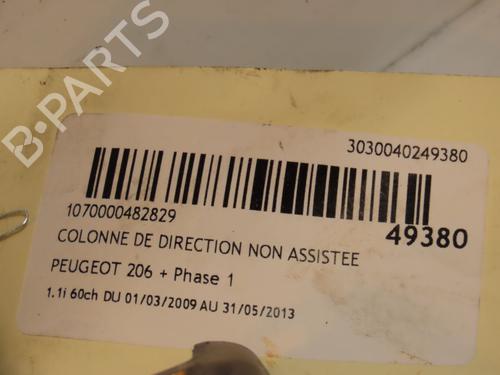 B-PARTS
3030040249380
1070000482829
49380
COLONNE DE DIRECTION NON ASSISTEE
PEUGEOT 206 + Phase 1
1.1i 60ch DU 01/03/2009 AU 31/05/2013